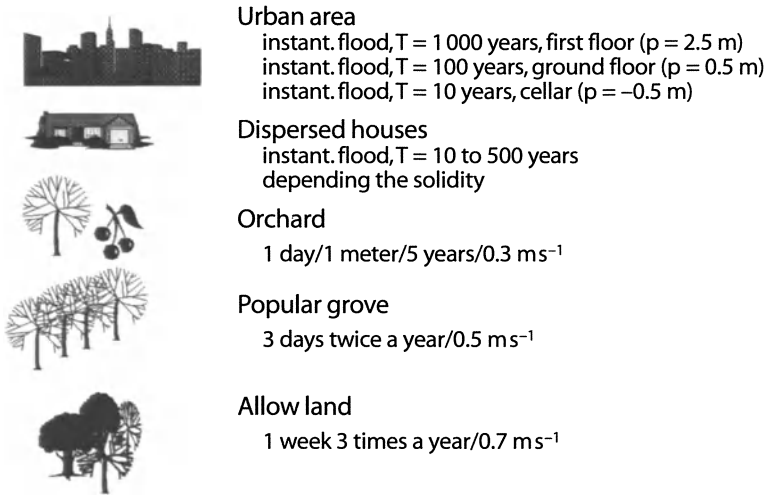 Urban area
instant. flood, T = 1 000 years, first floor (p = 2.5 m)
instant. flood, T = 100 years, ground floor (p = 0.5 m)
instant. flood, T = 10 years, cellar (p = –0.5 m)
Dispersed houses
instant. flood, T = 10 to 500 years
depending the solidity
Orchard
1 day/1 meter/5 years/0.3 m s⁻¹
Popular grove
3 days twice a year/0.5 m s⁻¹
Allow land
1 week 3 times a year/0.7 m s⁻¹